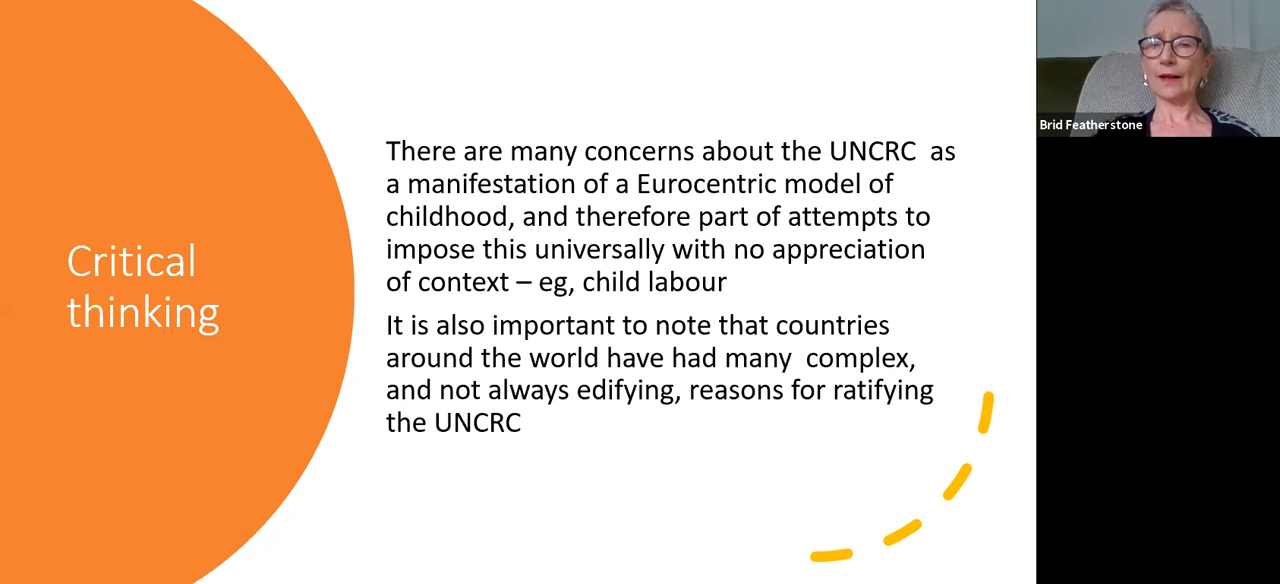 Critical
thinking
There are many concerns about the UNCRC  as
a manifestation of a Eurocentric model of
childhood, and therefore part of attempts to
impose this universally with no appreciation
of context – eg, child labour
It is also important to note that countries
around the world have had many  complex,
and not always edifying, reasons for ratifying
the UNCRC
Brid Featherstone